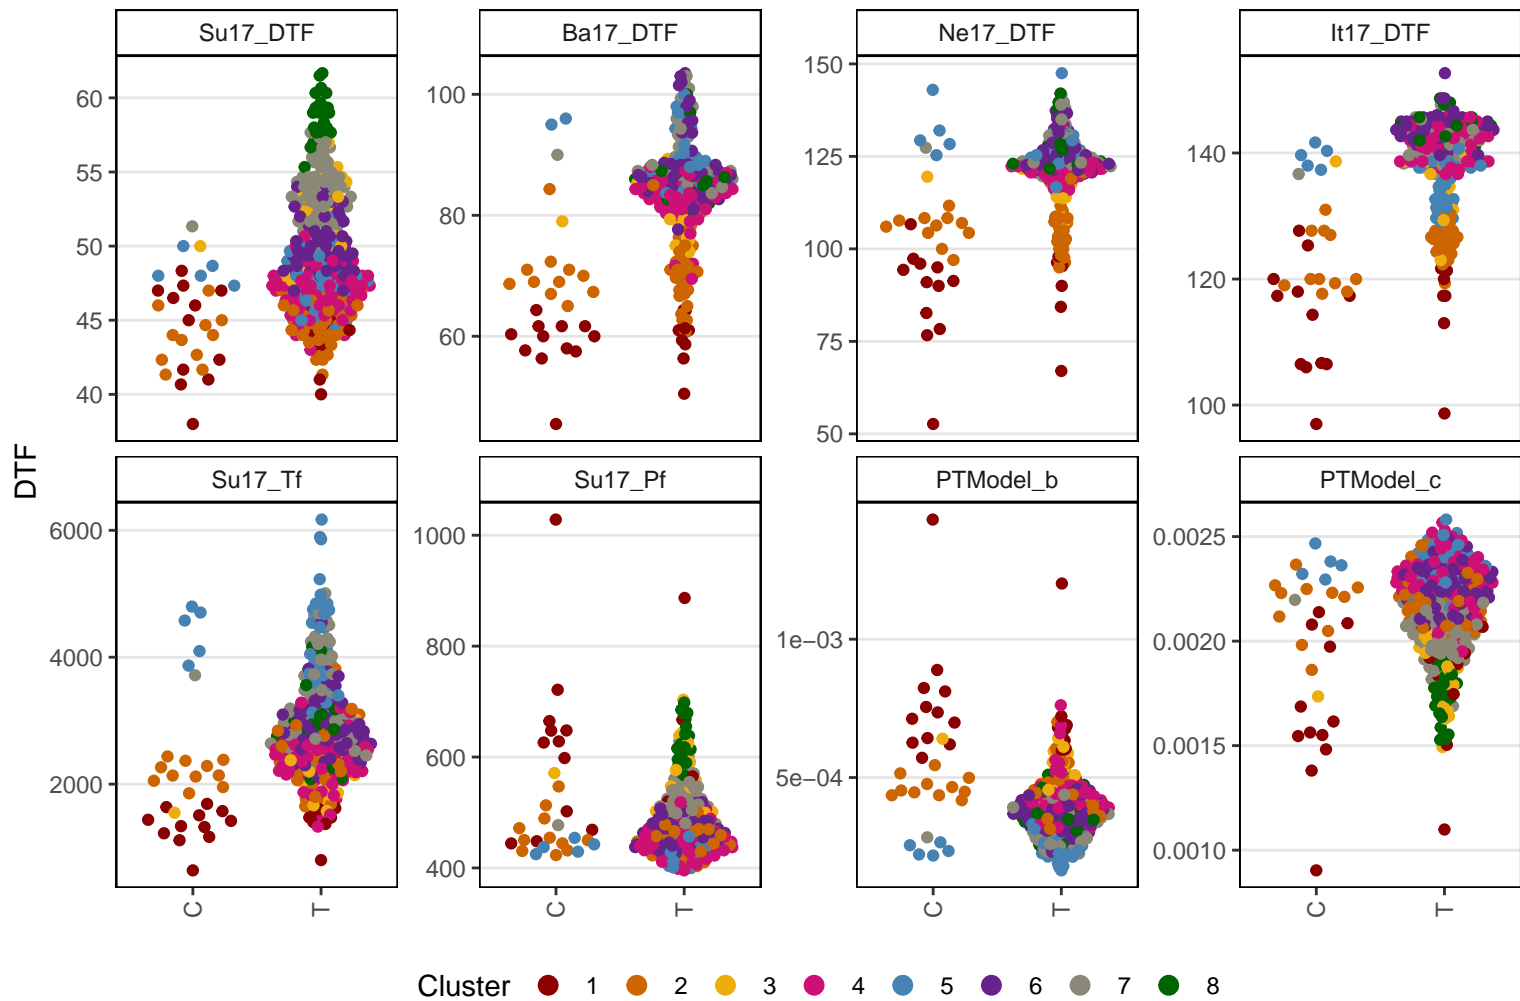 Su17_DTF Ba17_DTF Ne17_DTF It17_DTF
60 55 50 45 40
100 80 60
150 125 100 75 50
140 120 100
DTF
Su17_Tf Su17_Pf PTModel_b PTModel_c
6000 4000 2000
1000 800 600 400
1e−03 5e−04
0.0025 0.0020 0.0015 0.0010
C T C T C T C T
Cluster 1 2 3 4 5 6 7 8